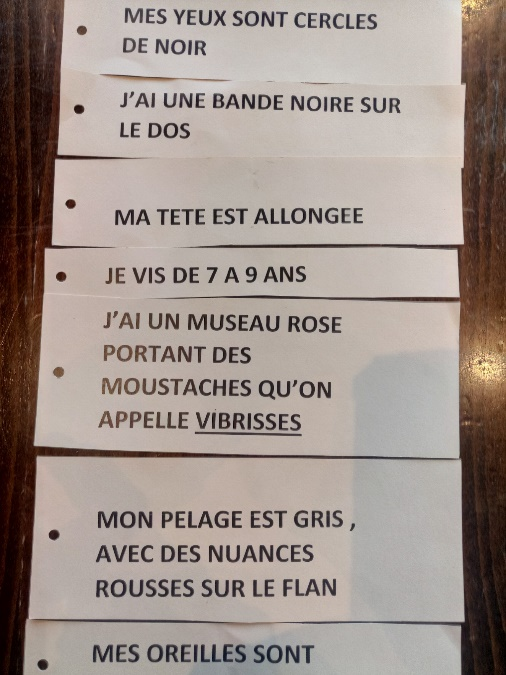 MES YEUX SONT CERCLES
DE NOIR
J'AI UNE BANDE NOIRE SUR
LE DOS
MA TETE EST ALLONGEE
JE VIS DE 7 A 9 ANS
J'AI UN MUSEAU ROSE
PORTANT DES
MOUSTACHES QU'ON
APPELLE VIBRISSES
MON PELAGE EST GRIS ,
AVEC DES NUANCES
ROUSSES SUR LE FLAN
MES OREILLES SONT